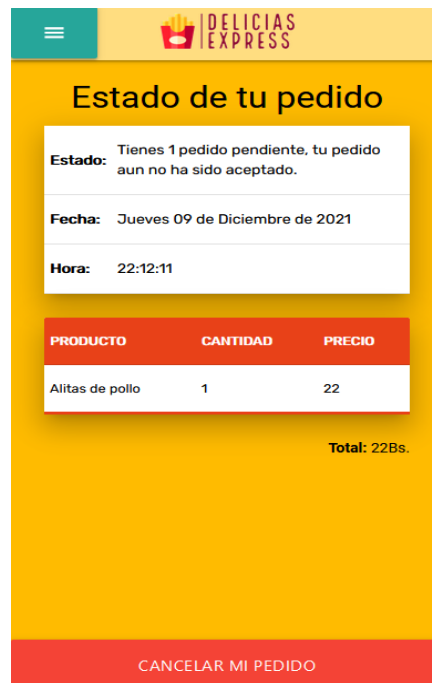 DELICIAS
EXPRESS
Estado de tu pedido
Estado: Tienes 1 pedido pendiente, tu pedido
aun no ha sido aceptado.
Fecha: Jueves 09 de Diciembre de 2021
Hora: 22:12:11
PRODUCTO CANTIDAD PRECIO
Alitas de pollo 1 22
Total: 22Bs.
CANCELAR MI PEDIDO